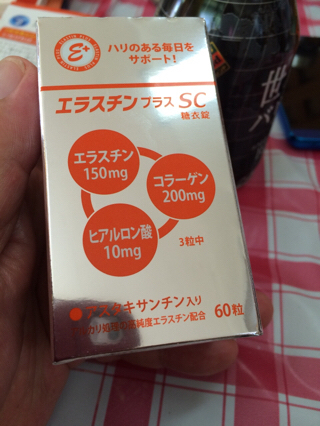 E+
ハリのある毎日を
サポート!
エラスチンプラスSC
糖衣錠
エラスチン
150mg
コラーゲン
200mg
ヒアルロン酸
10mg
3粒中
●アスタキサンチン入り
純度エラスチン配合
60粒
世